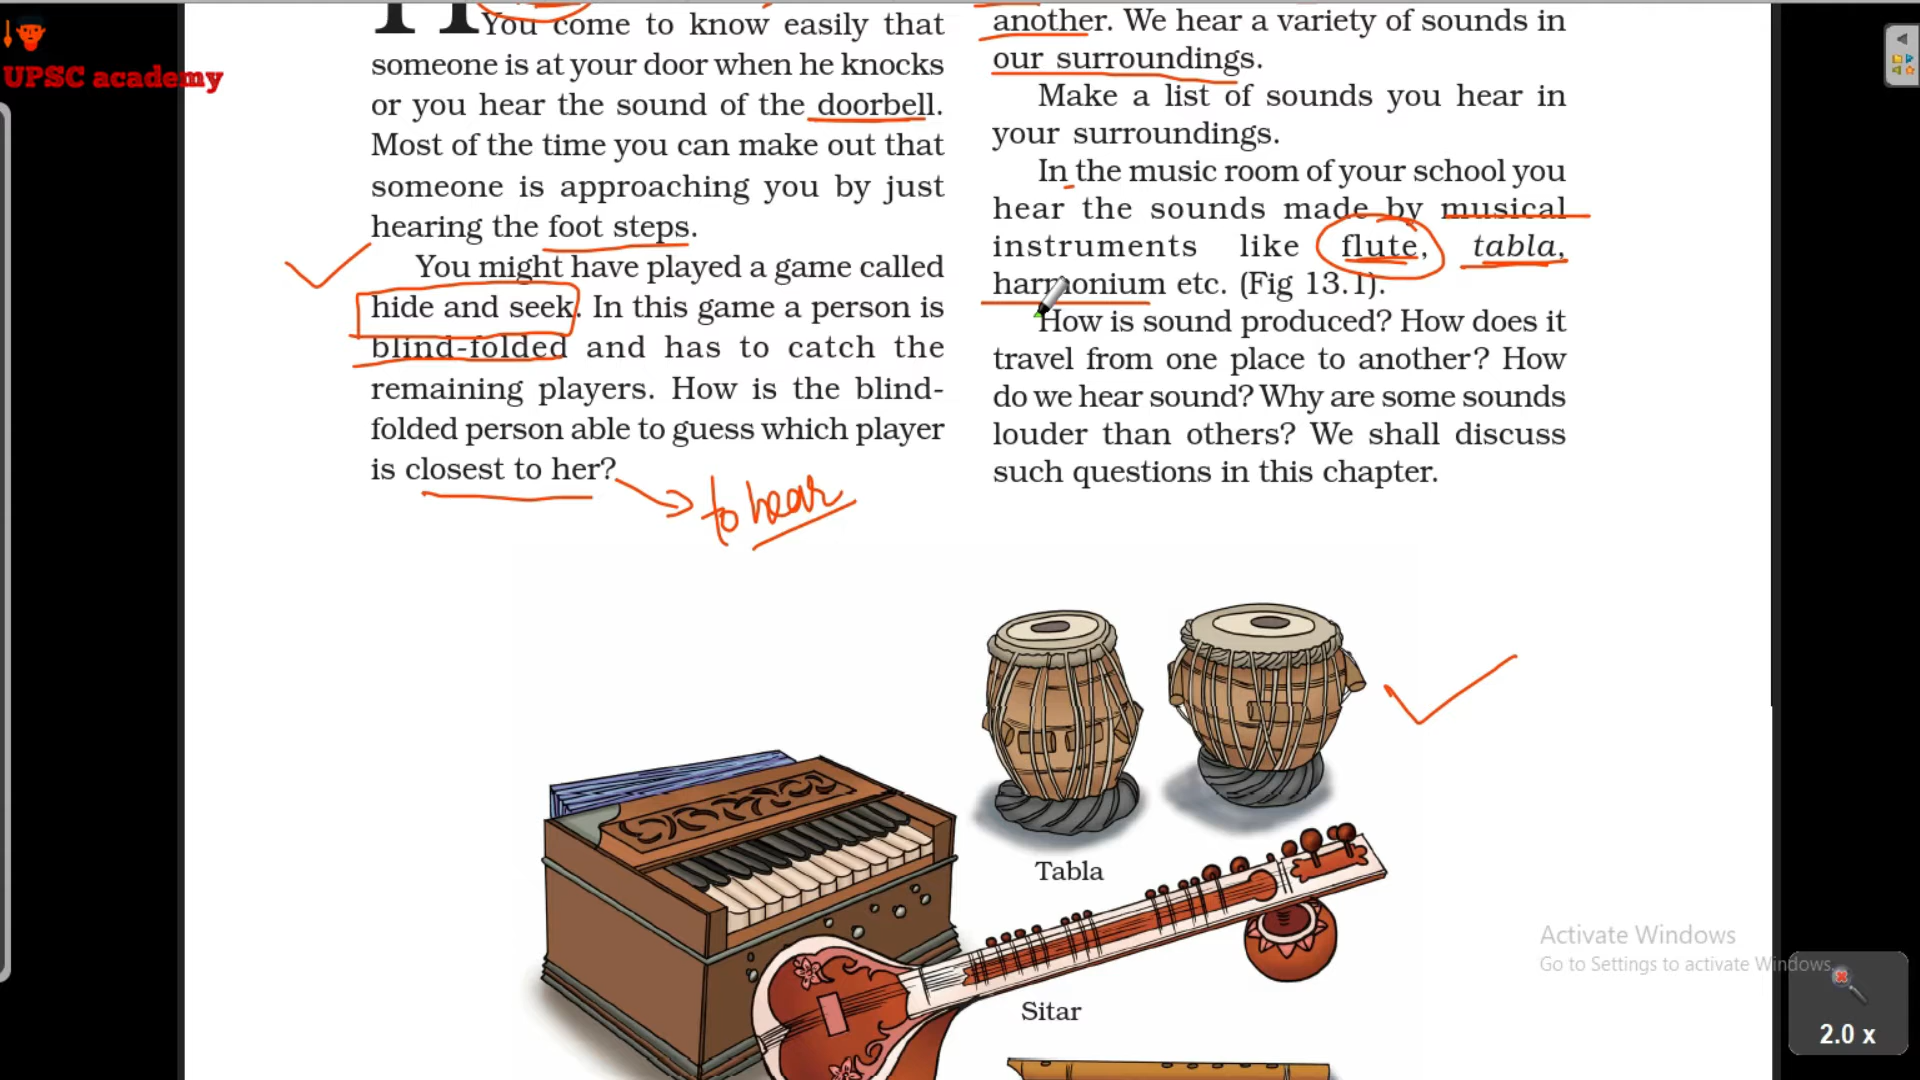 UPSC academy
You come to know easily that
someone is at your door when he knocks
or you hear the sound of the doorbell.
Most of the time you can make out that
someone is approaching you by just
hearing the foot steps.
You might have played a game called
hide and seek. In this game a person is
blind-folded and has to catch the
remaining players. How is the blind-
folded person able to guess which player
is closest to her?
to hear
another. We hear a variety of sounds in
our surroundings.
Make a list of sounds you hear in
your surroundings.
In the music room of your school you
hear the sounds made by musical
instruments like flute, tabla,
harmonium etc. (Fig 13.1).
How is sound produced? How does it
travel from one place to another? How
do we hear sound? Why are some sounds
louder than others? We shall discuss
such questions in this chapter.
Tabla
Sitar
Activate Windows
Go to Settings to activate Windows.
2.0 x